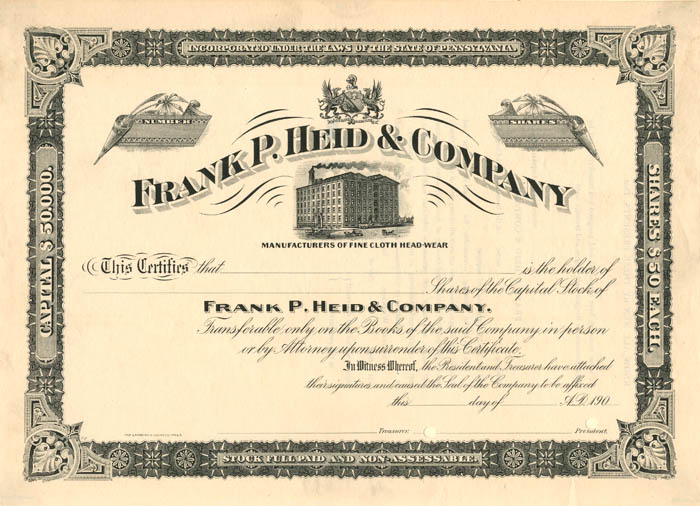 INCORPORATED UNDER THE LAWS OF THE STATE OF PENNSYLVANIA.
NUMBER
SHARES
FRANK P. HEID & COMPANY
MANUFACTURERS OF FINE CLOTH HEAD-WEAR
CAPITAL $50,000.
SHARES $50 EACH.
This Certifies that is the holder of
Shares of the Capital Stock of
FRANK P. HEID & COMPANY.
Transferable only on the Books of the said Company in person
or by Attorney upon surrender of this Certificate.
In Witness Whereof, the President and Treasurer have attached
their signatures and caused the Seal of the Company to be affixed
this day of A.D. 190
Treasurer. President.
STOCK FULL PAID AND NON-ASSESSABLE.